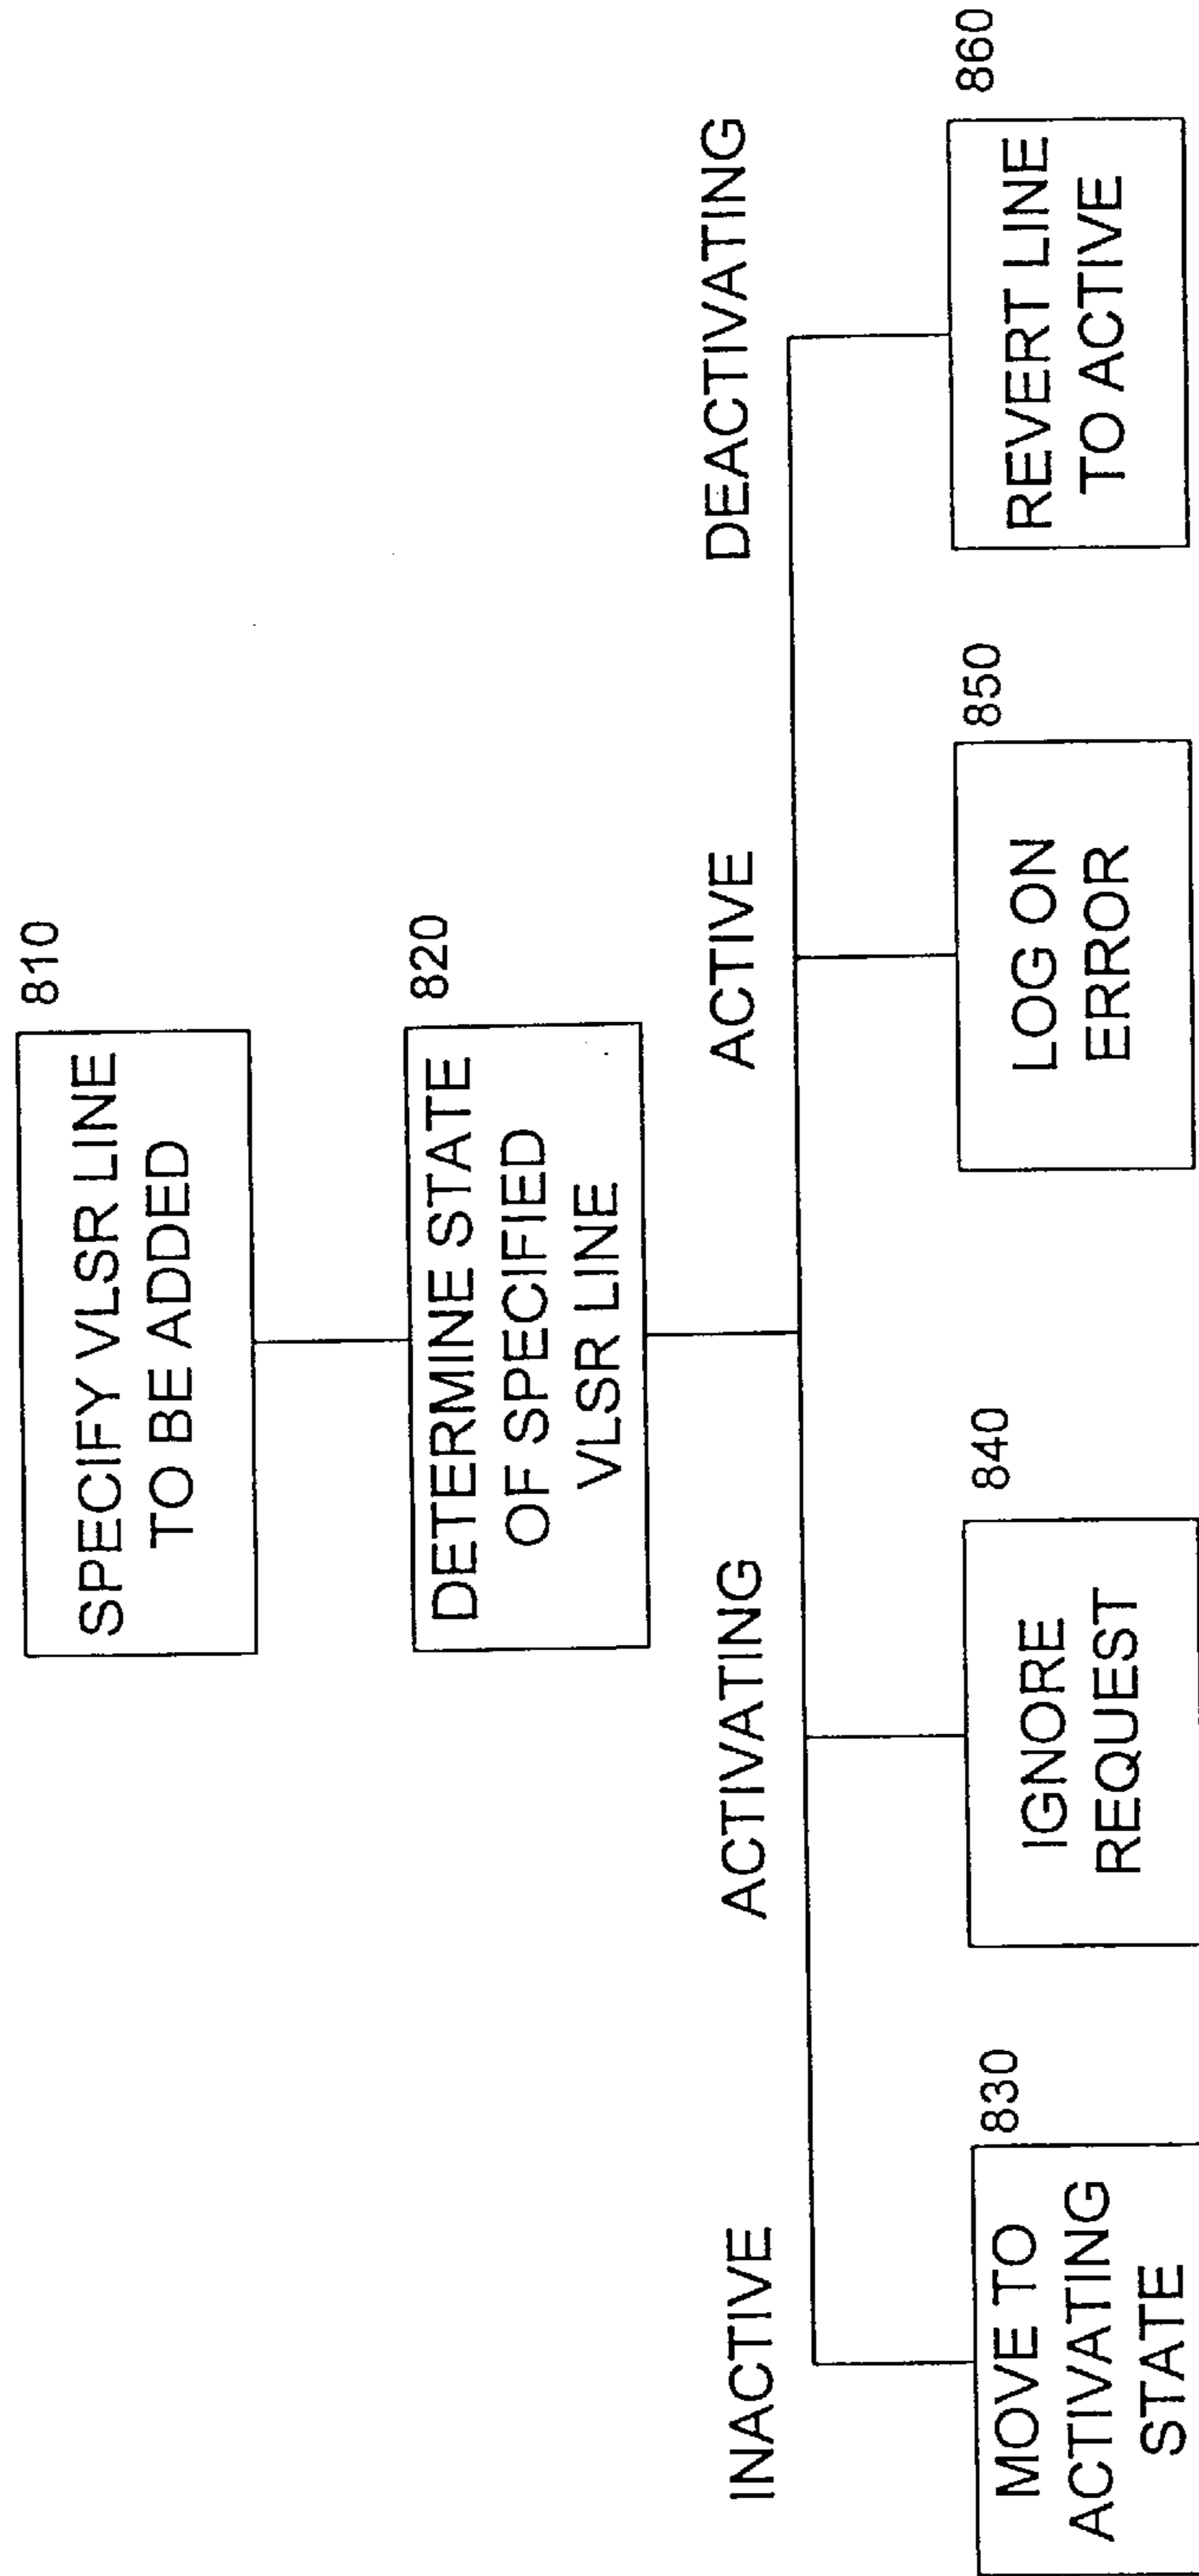 810
SPECIFY VLSR LINE
TO BE ADDED
820
DETERMINE STATE
OF SPECIFIED
VLSR LINE
INACTIVE
ACTIVATING
ACTIVE
DEACTIVATING
830
MOVE TO
ACTIVATING
STATE
840
IGNORE
REQUEST
850
LOG ON
ERROR
860
REVERT LINE
TO ACTIVE